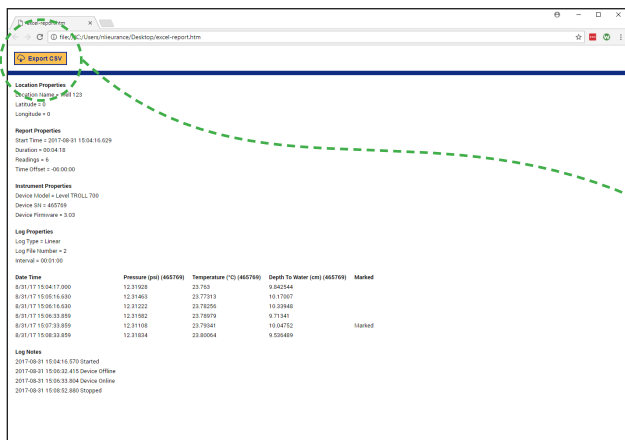 excel-report.htm
file:///C:/Users/nleurance/Desktop/excel-report.htm
Export CSV
Location Properties
Location Name = Well 123
Latitude = 0
Longitude = 0
Report Properties
Start Time = 2017-08-31 15:04:16.629
Duration = 00:04:18
Readings = 6
Time Offset = -06:00:00
Instrument Properties
Device Model = Level TROLL 700
Device SN = 465769
Device Firmware = 3.03
Log Properties
Log Type = Linear
Log File Number = 2
Interval = 00:01:00
Date Time Pressure (psi) (465769) Temperature (°C) (465769) Depth To Water (cm) (465769) Marked
8/31/17 15:04:17.000 12.31928 23.763 9.842544
8/31/17 15:05:16.630 12.31463 23.77313 10.17007
8/31/17 15:06:16.630 12.31222 23.78256 10.33948
8/31/17 15:06:33.859 12.31582 23.78979 9.71341
8/31/17 15:07:33.859 12.31108 23.79341 10.04752 Marked
8/31/17 15:08:33.859 12.31834 23.80064 9.536489
Log Notes
2017-08-31 15:04:16.570 Started
2017-08-31 15:06:32.415 Device Offline
2017-08-31 15:06:33.804 Device Online
2017-08-31 15:08:52.880 Stopped